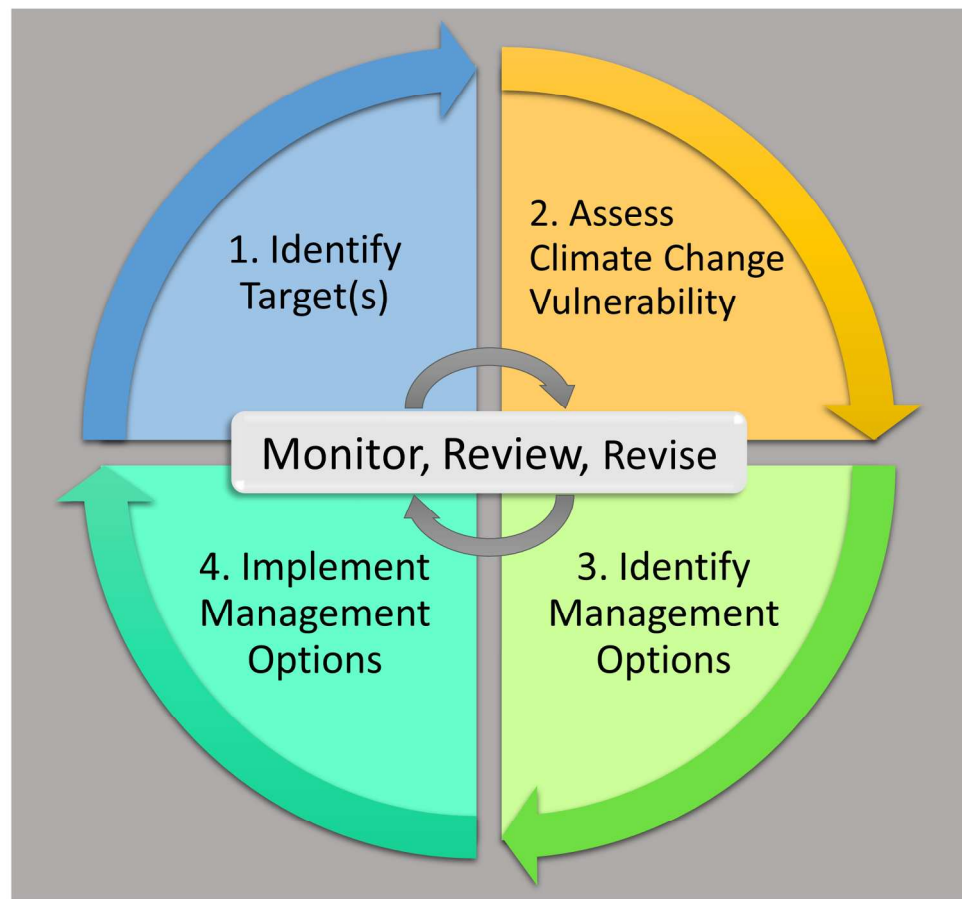 1. Identify
Target(s)
2. Assess
Climate Change
Vulnerability
Monitor, Review, Revise
4. Implement
Management
Options
3. Identify
Management
Options